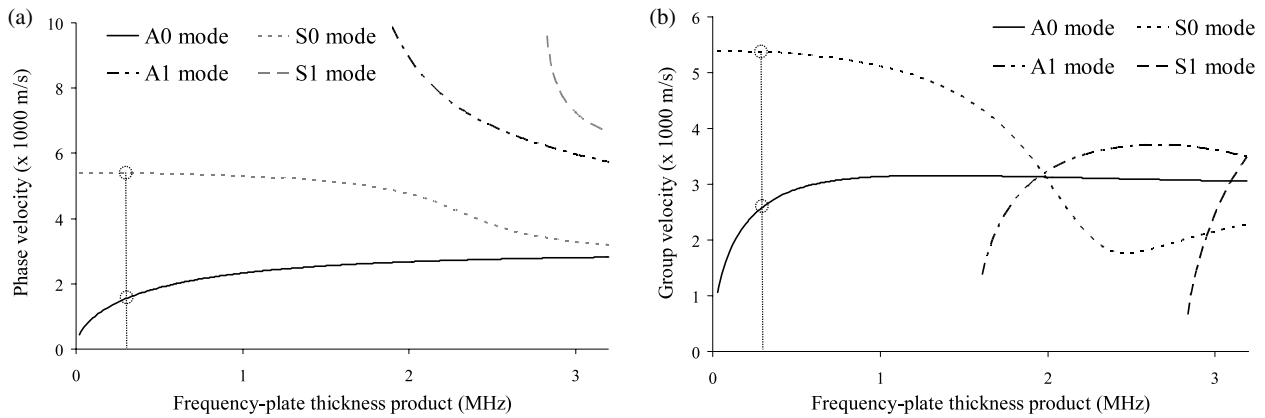 (a)
10
8
6
4
2
0
Phase velocity (x 1000 m/s)
A0 mode
S0 mode
A1 mode
S1 mode
0 1 2 3
Frequency-plate thickness product (MHz)
(b)
6
5
4
3
2
1
0
Group velocity (x 1000 m/s)
A0 mode
S0 mode
A1 mode
S1 mode
0 1 2 3
Frequency-plate thickness product (MHz)